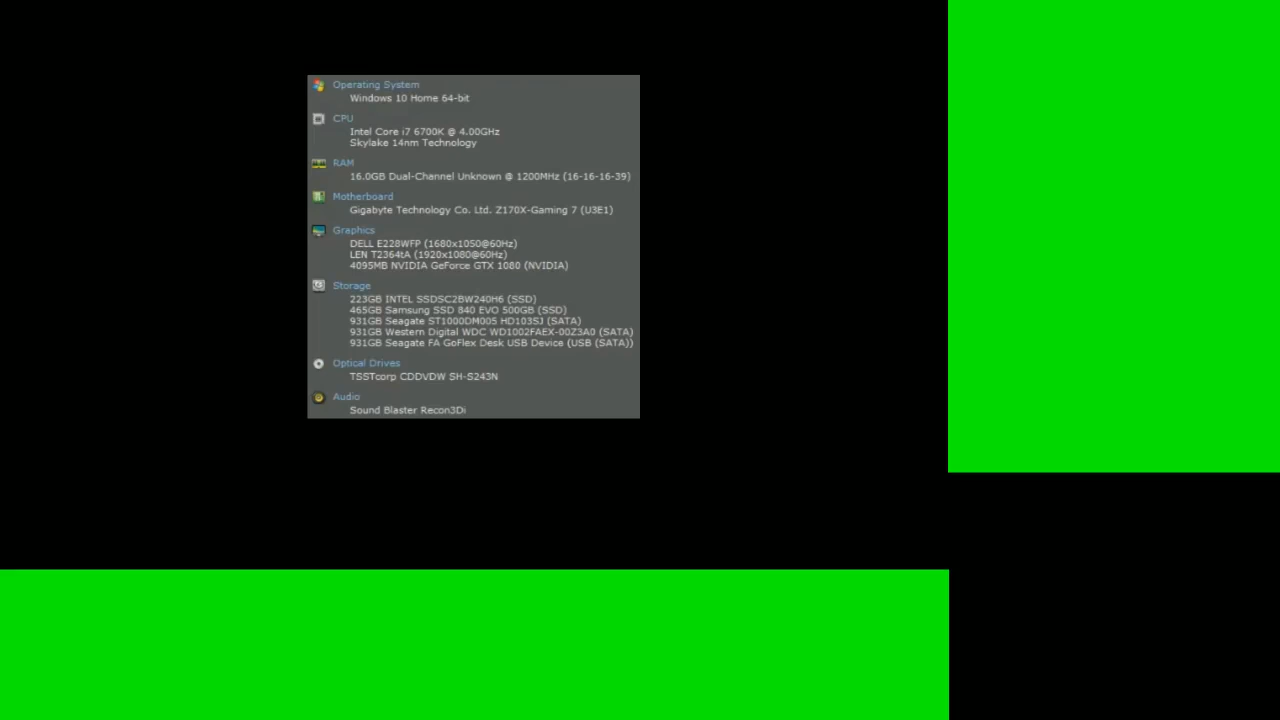 Operating System
Windows 10 Home 64-bit
CPU
Intel Core i7 6700K @ 4.00GHz
Skylake 14nm Technology
RAM
16.0GB Dual-Channel Unknown @ 1200MHz (16-16-16-39)
Motherboard
Gigabyte Technology Co. Ltd. Z170X-Gaming 7 (U3E1)
Graphics
DELL E228WFP (1680x1050@60Hz)
LEN T2364tA (1920x1080@60Hz)
4095MB NVIDIA GeForce GTX 1080 (NVIDIA)
Storage
223GB INTEL SSDSC2BW240H6 (SSD)
465GB Samsung SSD 840 EVO 500GB (SSD)
931GB Seagate ST1000DM005 HD103SJ (SATA)
931GB Western Digital WDC WD1002FAEX-00Z3A0 (SATA)
931GB Seagate FA GoFlex Desk USB Device (USB (SATA))
Optical Drives
TSSTcorp CDDVDW SH-S243N
Audio
Sound Blaster Recon3Di